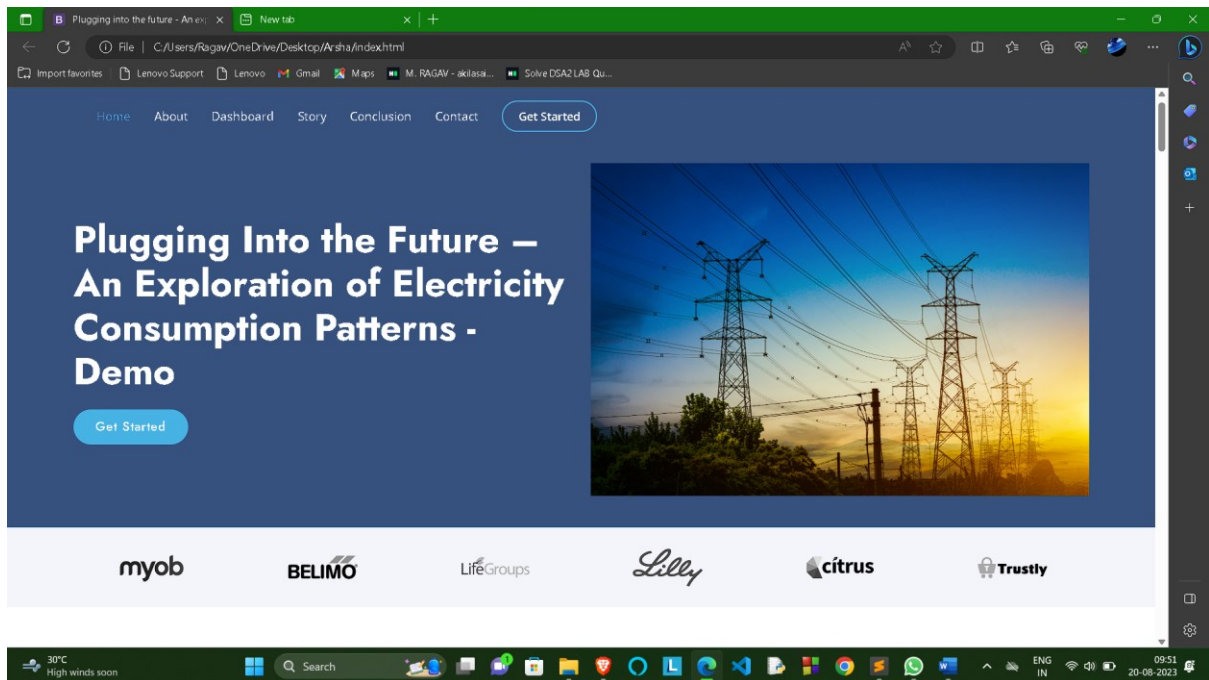 Plugging into the future - An exp
New tab
File | C:/Users/Ragav/OneDrive/Desktop/Arsha/index.html
Import favorites
Lenovo Support
Lenovo
Gmail
Maps
M. RAGAV - akilasai...
Solve DSA2 LAB Qu...
Home About Dashboard Story Conclusion Contact Get Started
Plugging Into the Future –
An Exploration of Electricity
Consumption Patterns -
Demo
Get Started
myob BELIMO LifeGroups Lilly cítrus Trustly
30°C
High winds soon
Search
ENG
IN
09:51
20-08-2023